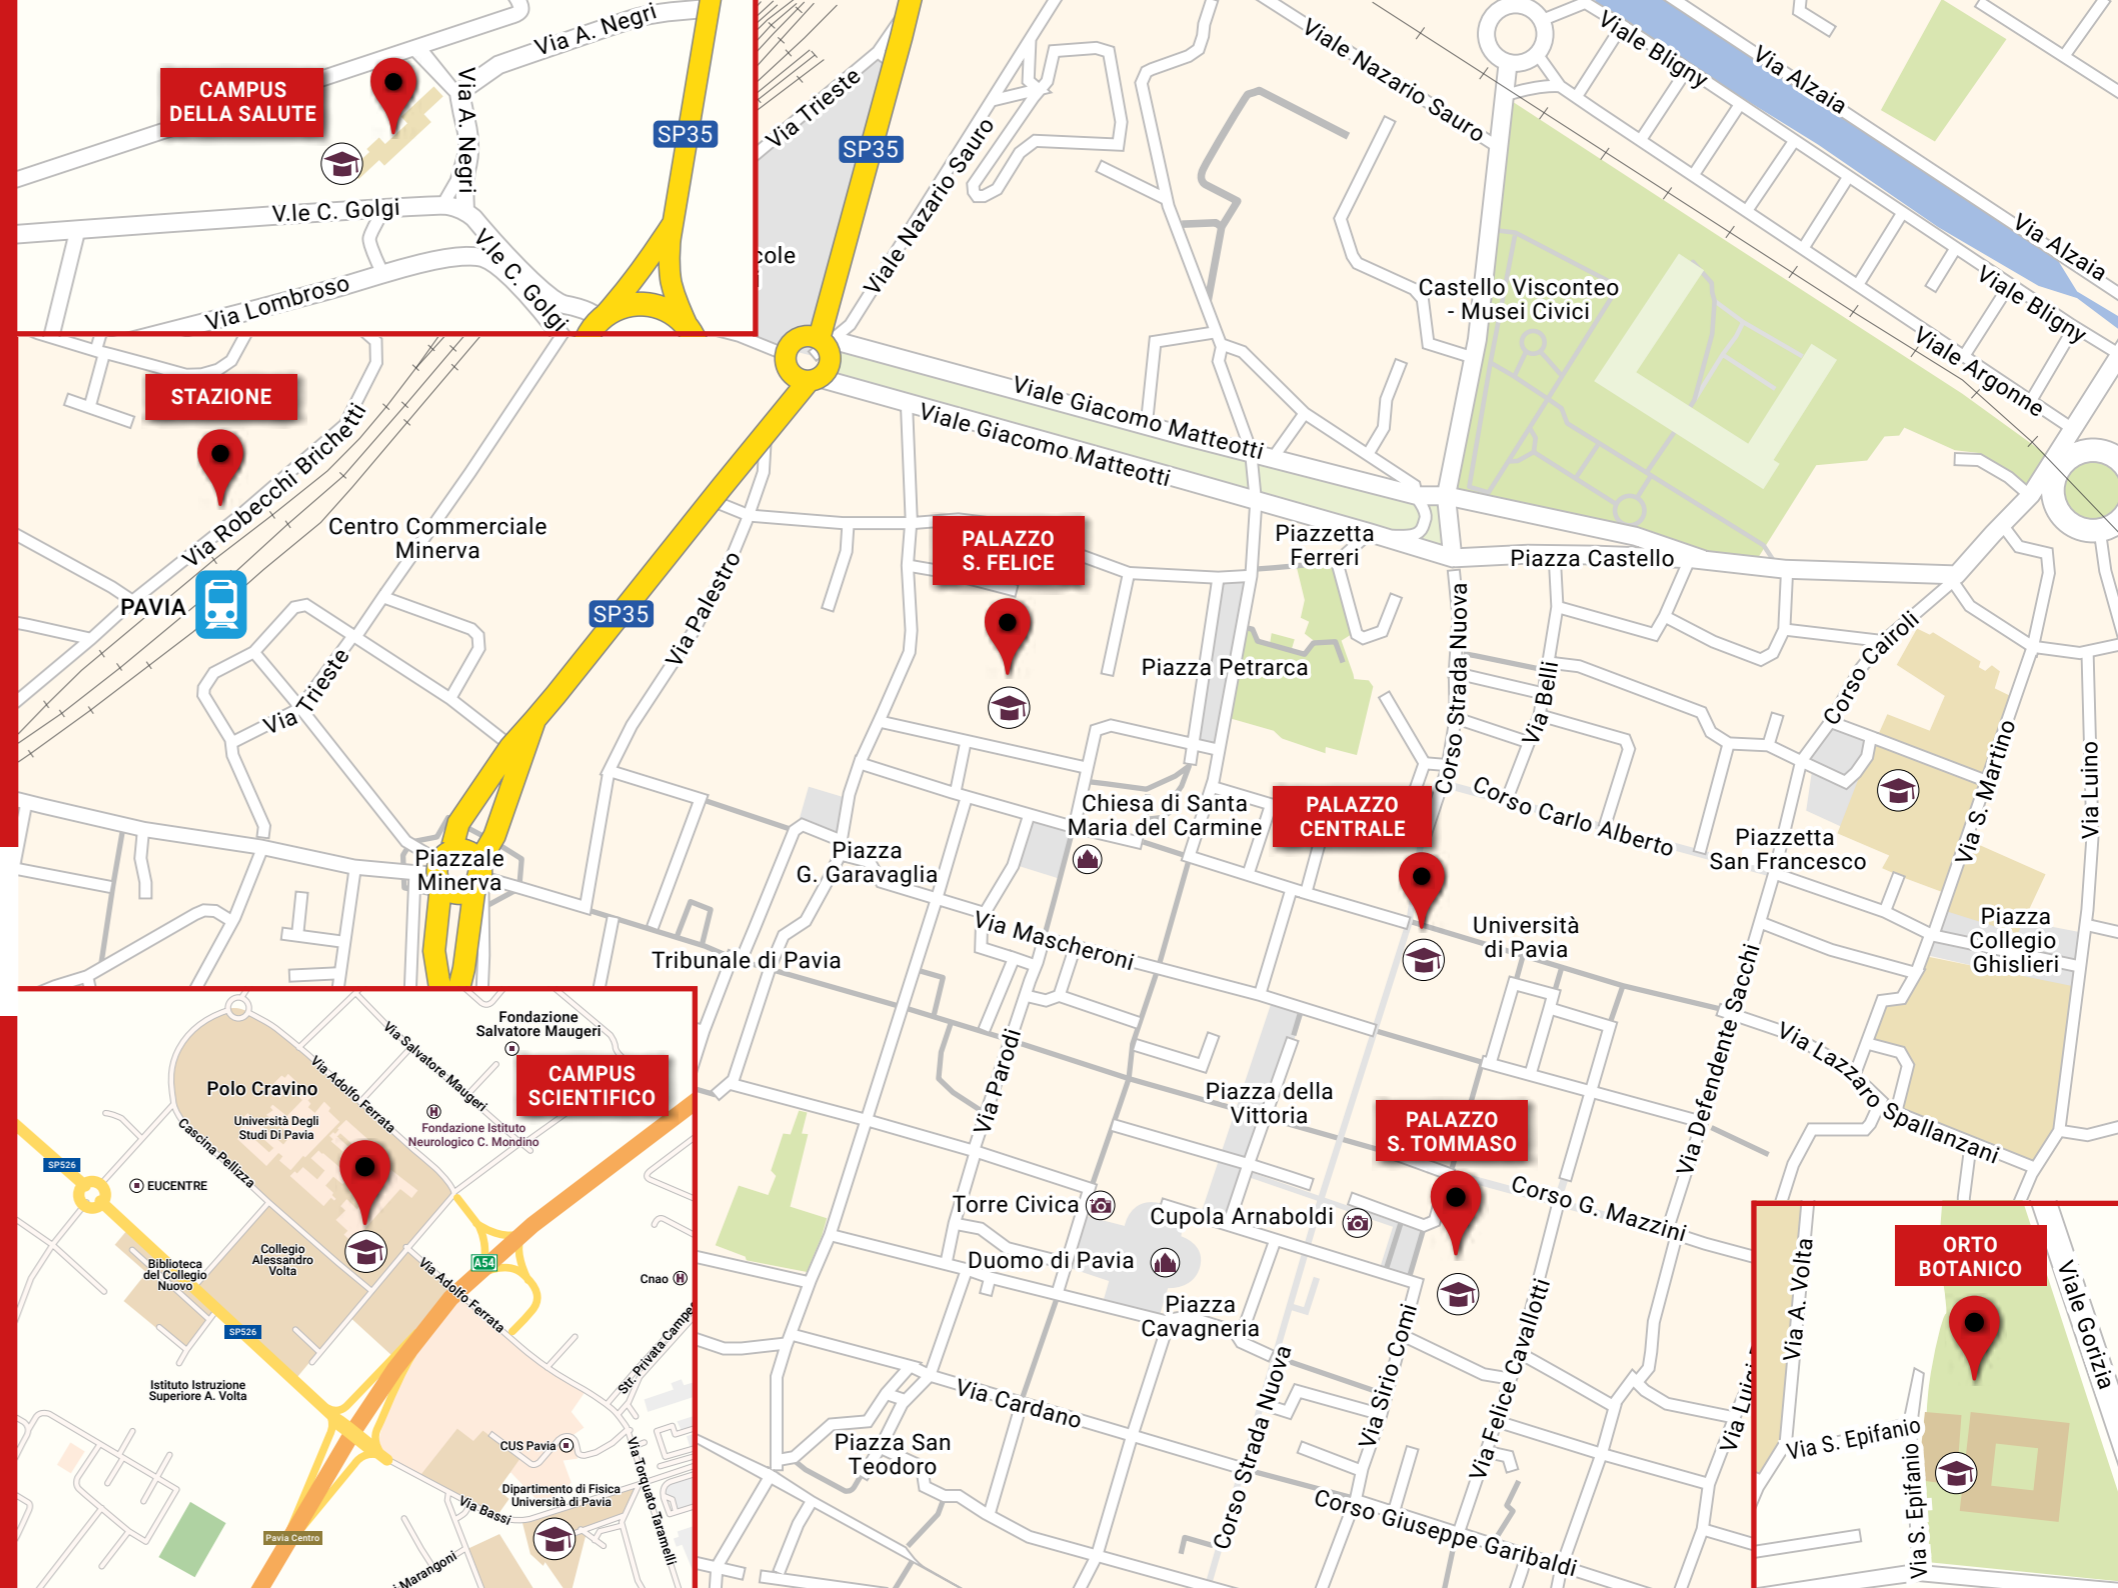 CAMPUS
DELLA SALUTE
Via A. Negri
Via A. Negri
V.le C. Golgi
V.le C. Golgi
Via Lombroso
SP35
Via Trieste
SP35
cole
Viale Nazario Sauro
Viale Nazario Sauro
Viale Bligny
Via Alzaia
Via Alzaia
Viale Bligny
Viale Argonne
Castello Visconteo
- Musei Civici
STAZIONE
Via Robecchi Brichetti
Centro Commerciale
Minerva
PAVIA
Via Trieste
SP35
Via Palestro
Viale Giacomo Matteotti
Viale Giacomo Matteotti
PALAZZO
S. FELICE
Piazzetta
Ferreri
Piazza Castello
Piazza Petrarca
Corso Strada Nuova
Via Belli
Corso Cairoli
Via S. Martino
Via Luino
Corso Carlo Alberto
Piazzetta
San Francesco
Chiesa di Santa
Maria del Carmine
PALAZZO
CENTRALE
Università
di Pavia
Piazza
Collegio
Ghislieri
Piazzale
Minerva
Piazza
G. Garavaglia
Via Mascheroni
Tribunale di Pavia
Via Parodi
Via Defendente Sacchi
Via Lazzaro Spallanzani
Piazza della
Vittoria
PALAZZO
S. TOMMASO
Corso G. Mazzini
Torre Civica
Cupola Arnaboldi
Duomo di Pavia
Piazza
Cavagneria
Via Cardano
Piazza San
Teodoro
Corso Strada Nuova
Via Sirio Comi
Via Felice Cavallotti
Corso Giuseppe Garibaldi
Via Luigi
CAMPUS
SCIENTIFICO
Fondazione
Salvatore Maugeri
Via Salvatore Maugeri
Via Adolfo Ferrata
Polo Cravino
Università Degli
Studi Di Pavia
Fondazione Istituto
Neurologico C. Mondino
Cascina Pellizza
SP526
EUCENTRE
Collegio
Alessandro
Volta
Biblioteca
del Collegio
Nuovo
A54
Via Adolfo Ferrata
Cnao
SP526
Str. Privata Campe
Istituto Istruzione
Superiore A. Volta
CUS Pavia
Via Torquato Taramelli
Dipartimento di Fisica
Università di Pavia
Via Bassi
Pavia Centro
i Marangoni
ORTO
BOTANICO
Via A. Volta
Viale Gorizia
Via S. Epifanio
Via S. Epifanio